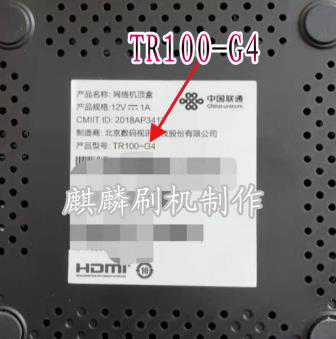 TR100-G4
产品名称: 网络机顶盒
产品规格: 12V⎓1A
中国联通
China unicom
CMIIT ID: 2018AP341
制造商: 北京数码视讯 股份有限公司
产品型号: TR100-G4
麒麟刷机制作
HDMI
10